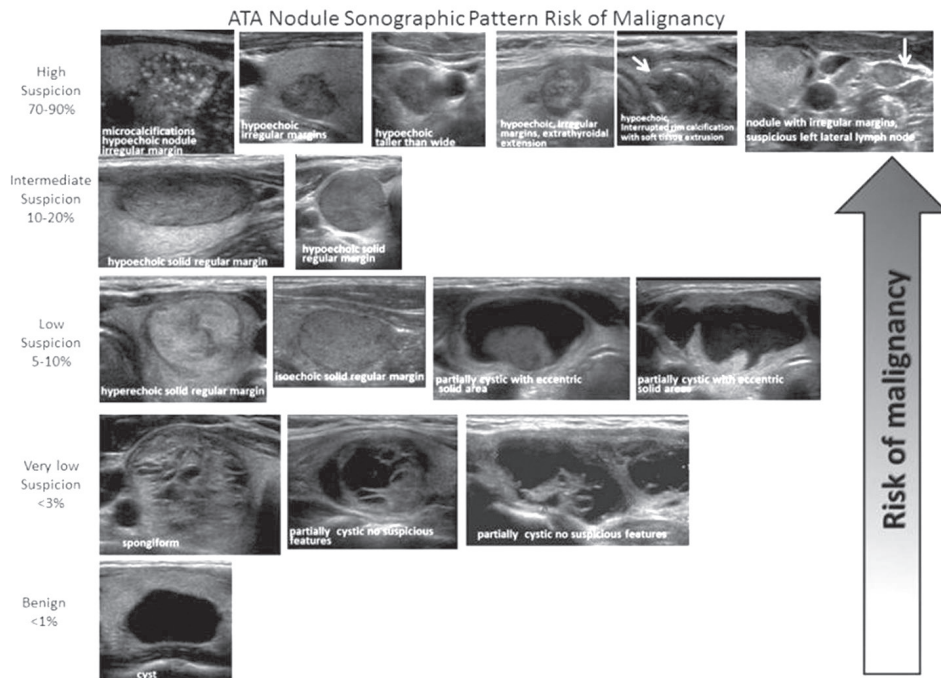 ATA Nodule Sonographic Pattern Risk of Malignancy
High
Suspicion
70-90%
microcalcifications
hypoechoic nodule
irregular margin
hypoechoic
irregular margins
hypoechoic
taller than wide
hypoechoic, irregular
margins, extrathyroidal
extension
hypoechoic,
Interrupted rim calcification
with soft tissue extrusion
nodule with irregular margins,
suspicious left lateral lymph node
Intermediate
Suspicion
10-20%
hypoechoic solid regular margin
hypoechoic solid
regular margin
Low
Suspicion
5-10%
hyperechoic solid regular margin
isoechoic solid regular margin
partially cystic with eccentric
solid area
partially cystic with eccentric
solid areas
Very low
Suspicion
<3%
spongiform
partially cystic no suspicious
features
partially cystic no suspicious features
Benign
<1%
cyst
Risk of malignancy